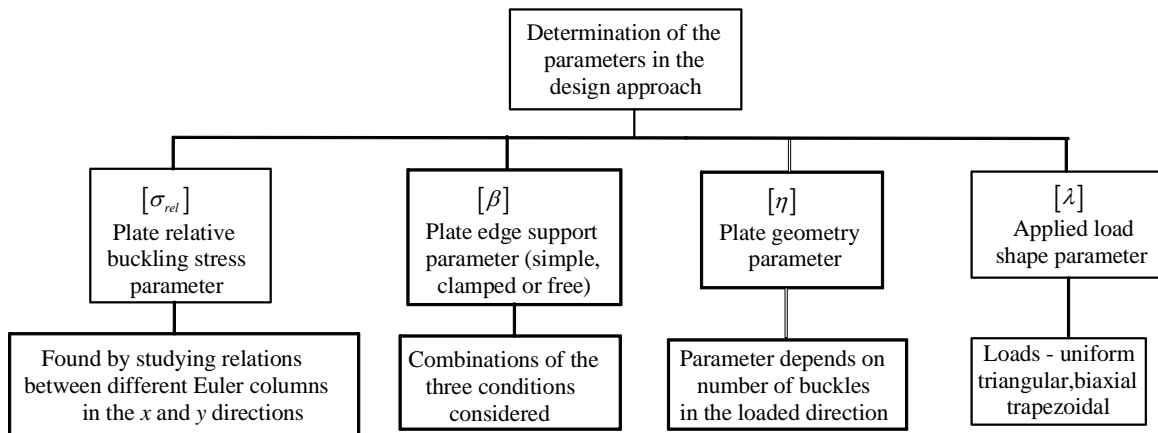 Determination of the
parameters in the
design approach
[σrel]
Plate relative
buckling stress
parameter
[β]
Plate edge support
parameter (simple,
clamped or free)
[η]
Plate geometry
parameter
[λ]
Applied load
shape parameter
Found by studying relations
between different Euler columns
in the x and y directions
Combinations of the
three conditions
considered
Parameter depends on
number of buckles
in the loaded direction
Loads - uniform
triangular,biaxial
trapezoidal